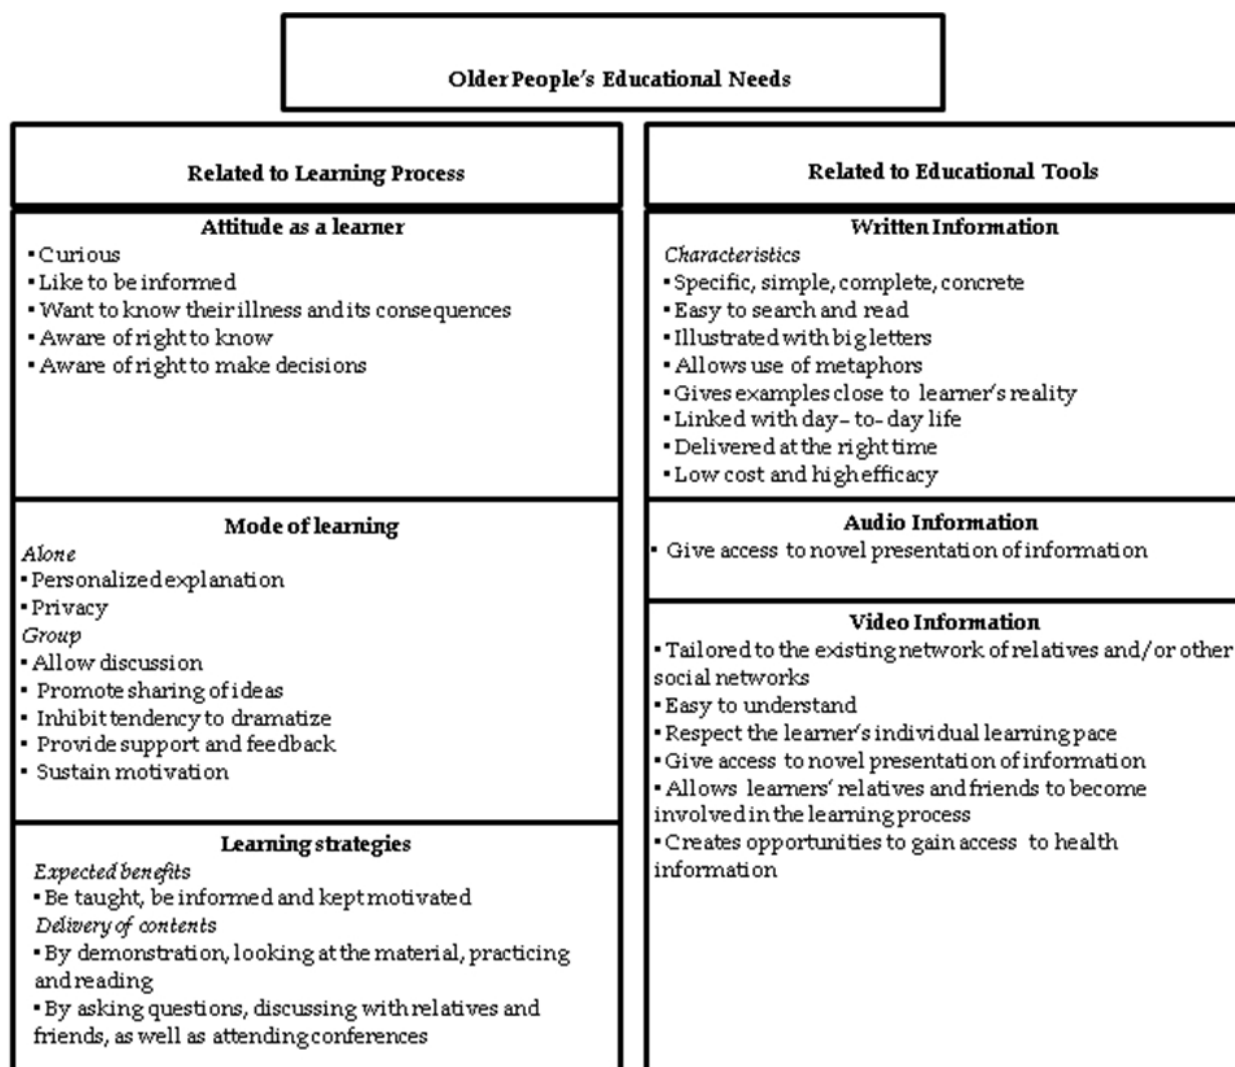 Older People's Educational Needs
Related to Learning Process
Attitude as a learner
▪ Curious
▪ Like to be informed
▪ Want to know their illness and its consequences
▪ Aware of right to know
▪ Aware of right to make decisions
Mode of learning
Alone
▪ Personalized explanation
▪ Privacy
Group
▪ Allow discussion
▪ Promote sharing of ideas
▪ Inhibit tendency to dramatize
▪ Provide support and feedback
▪ Sustain motivation
Learning strategies
Expected benefits
▪ Be taught, be informed and kept motivated
Delivery of contents
▪ By demonstration, looking at the material, practicing
and reading
▪ By asking questions, discussing with relatives and
friends, as well as attending conferences
Related to Educational Tools
Written Information
Characteristics
▪ Specific, simple, complete, concrete
▪ Easy to search and read
▪ Illustrated with big letters
▪ Allows use of metaphors
▪ Gives examples close to learner's reality
▪ Linked with day-to-day life
▪ Delivered at the right time
▪ Low cost and high efficacy
Audio Information
▪ Give access to novel presentation of information
Video Information
▪ Tailored to the existing network of relatives and/or other
social networks
▪ Easy to understand
▪ Respect the learner's individual learning pace
▪ Give access to novel presentation of information
▪ Allows learners' relatives and friends to become
involved in the learning process
▪ Creates opportunities to gain access to health
information